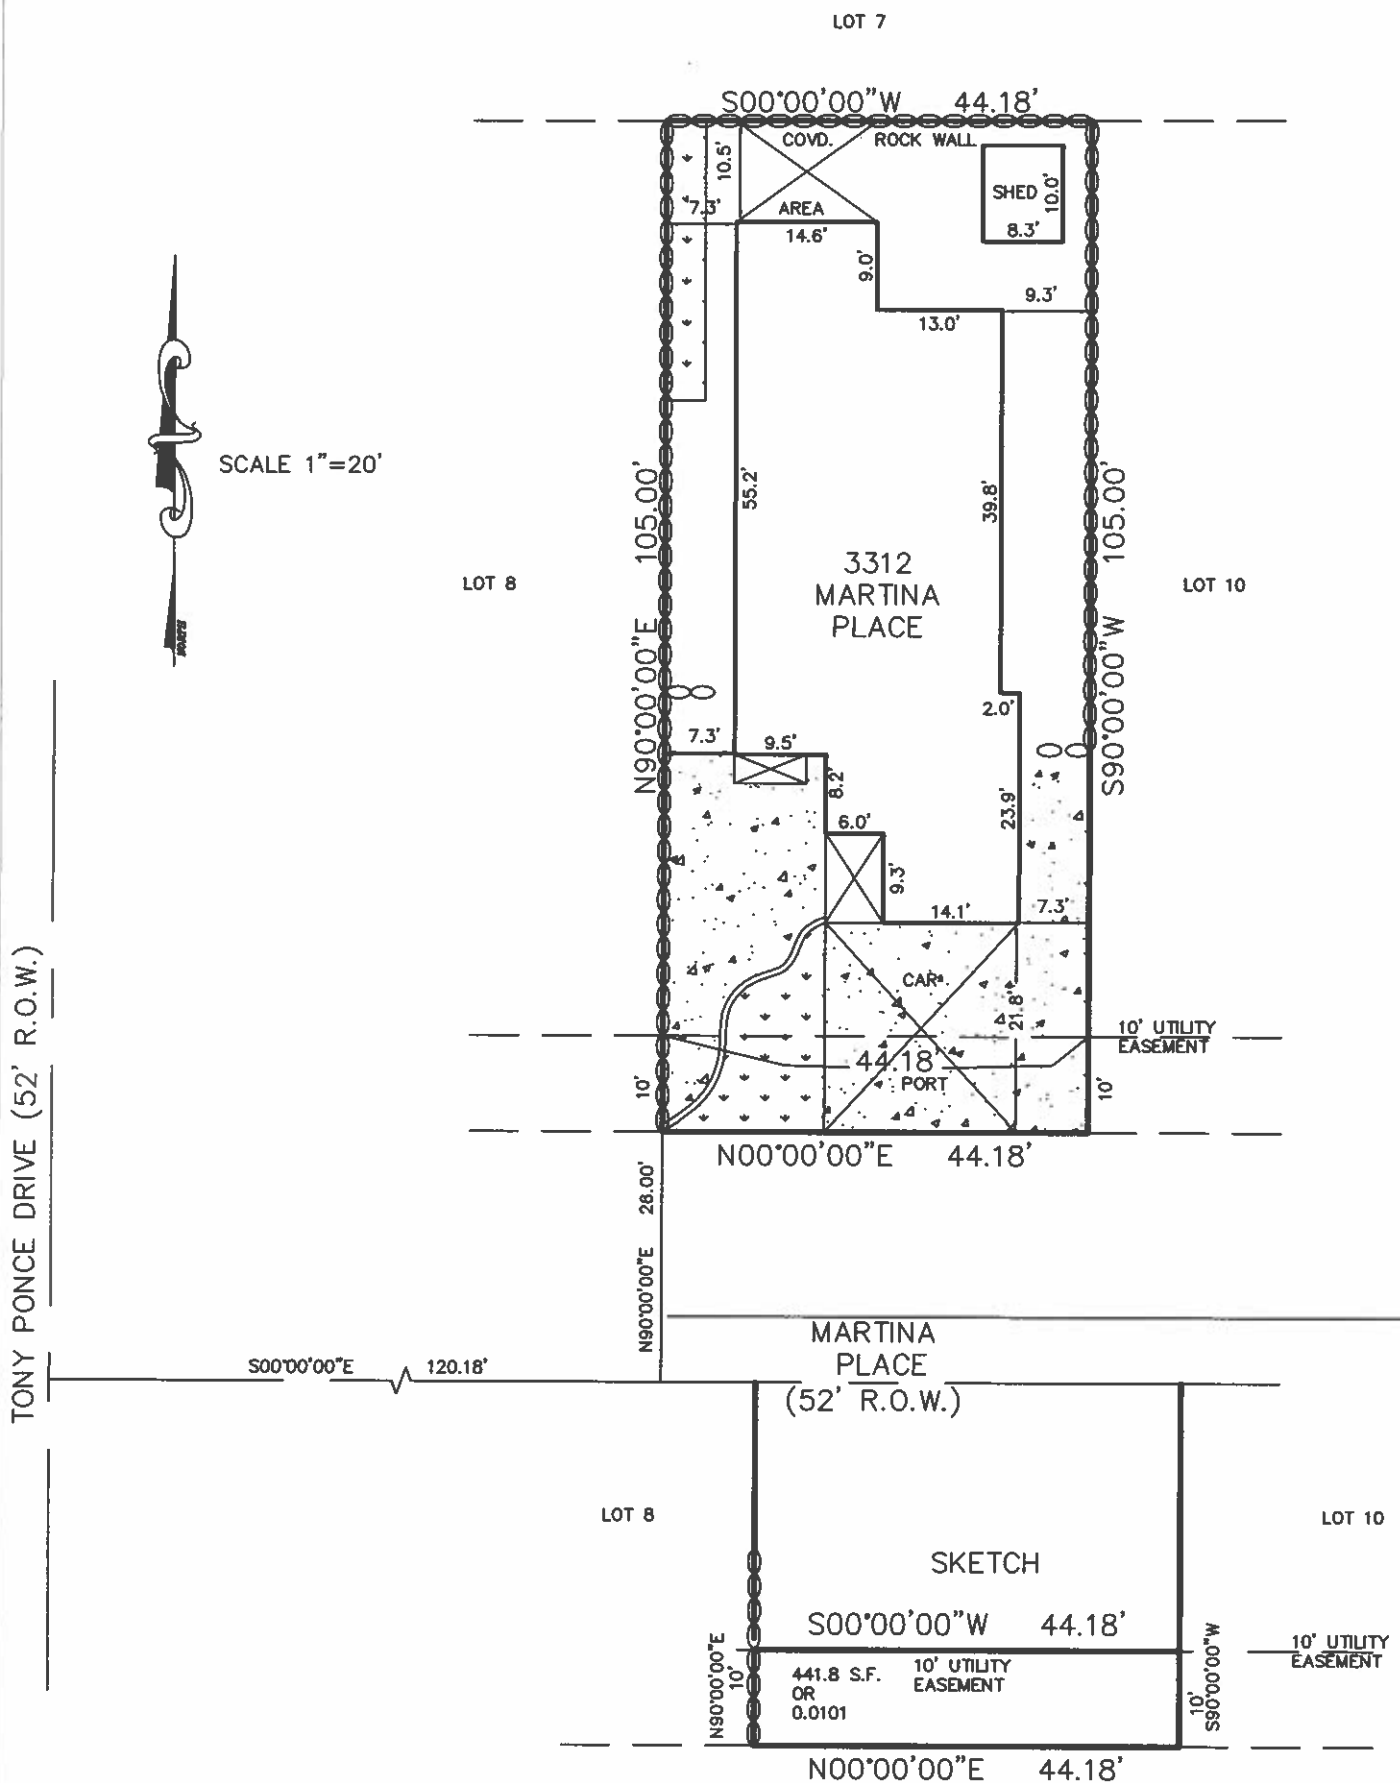 LOT 7
S00°00'00"W 44.18'
COVD. ROCK WALL
10.5'
SHED
10.0'
7.3'
AREA
8.3'
14.6'
9.0'
9.3'
13.0'
SCALE 1"=20'
NORTH
N90°00'00"E 105.00'
55.2'
39.8'
S90°00'00"W 105.00'
3312
MARTINA
PLACE
LOT 8
LOT 10
2.0'
7.3'
9.5'
8.2'
23.9'
6.0'
9.3'
14.1'
7.3'
CAR
21.8'
10' UTILITY
EASEMENT
44.18'
PORT
10'
10'
N00°00'00"E 44.18'
TONY PONCE DRIVE (52' R.O.W.)
N90°00'00"E 28.00'
MARTINA
PLACE
(52' R.O.W.)
S00°00'00"E 120.18'
LOT 8
LOT 10
SKETCH
S00°00'00"W 44.18'
N90°00'00"E
10'
441.8 S.F.
OR
0.0101
10' UTILITY
EASEMENT
10'
S90°00'00"W
10' UTILITY
EASEMENT
N00°00'00"E 44.18'